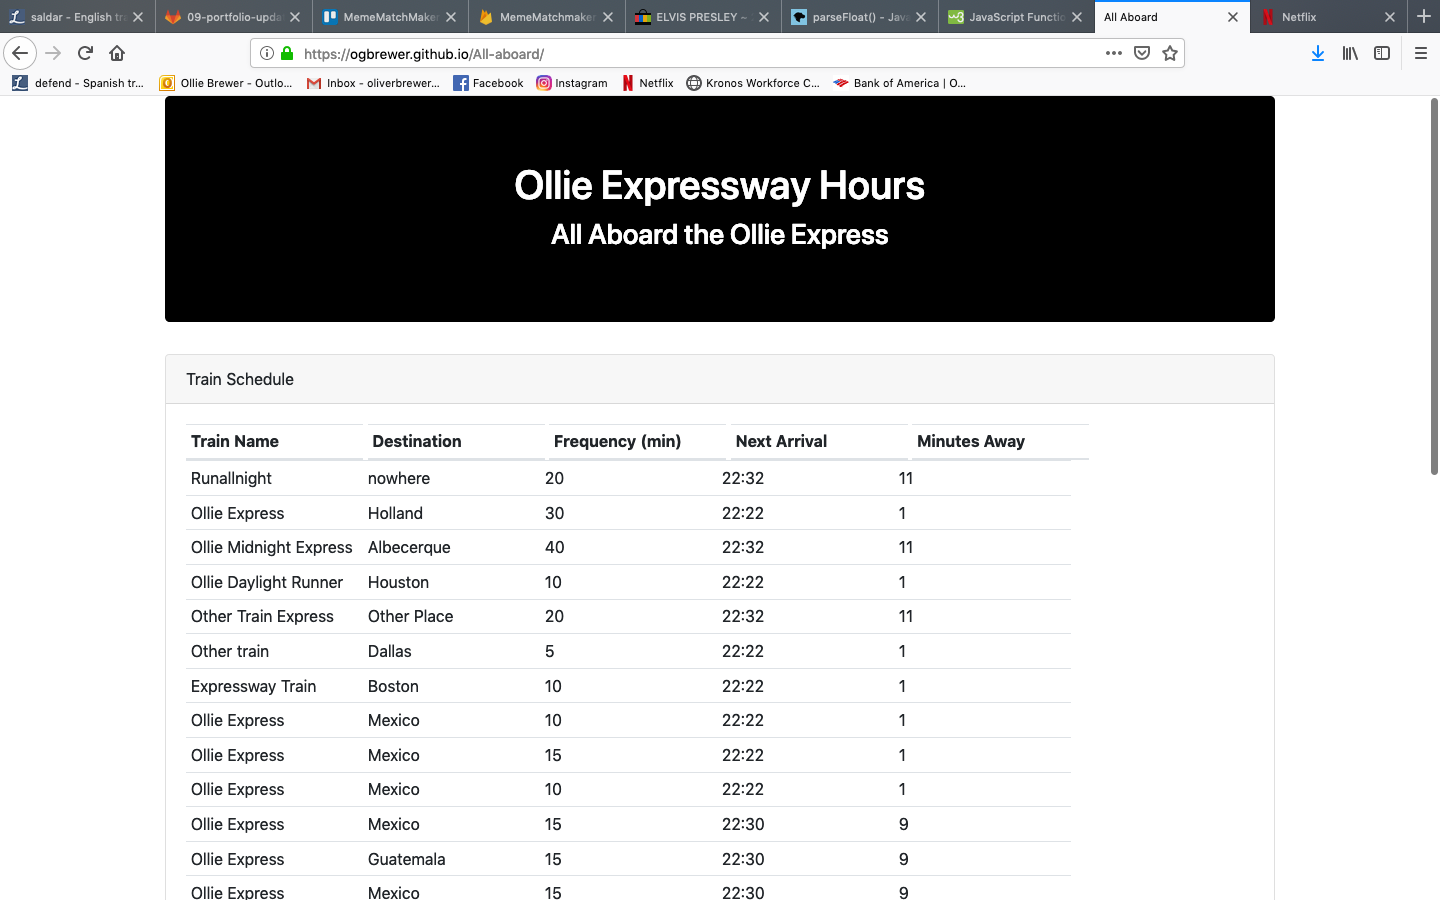 saldar - English tr
09-portfolio-upda
MemeMatchMake
MemeMatchmaker
ELVIS PRESLEY ~
parseFloat() - Jav
JavaScript Functio
All Aboard
Netflix
https://ogbrewer.github.io/All-aboard/
defend - Spanish tr... Ollie Brewer - Outlo... Inbox - oliverbrewer... Facebook Instagram Netflix Kronos Workforce C... Bank of America | O...
Ollie Expressway Hours
All Aboard the Ollie Express
Train Schedule
Train Name Destination Frequency (min) Next Arrival Minutes Away
Runallnight nowhere 20 22:32 11
Ollie Express Holland 30 22:22 1
Ollie Midnight Express Albecerque 40 22:32 11
Ollie Daylight Runner Houston 10 22:22 1
Other Train Express Other Place 20 22:32 11
Other train Dallas 5 22:22 1
Expressway Train Boston 10 22:22 1
Ollie Express Mexico 10 22:22 1
Ollie Express Mexico 15 22:22 1
Ollie Express Mexico 10 22:22 1
Ollie Express Mexico 15 22:30 9
Ollie Express Guatemala 15 22:30 9
Ollie Express Mexico 15 22:30 9